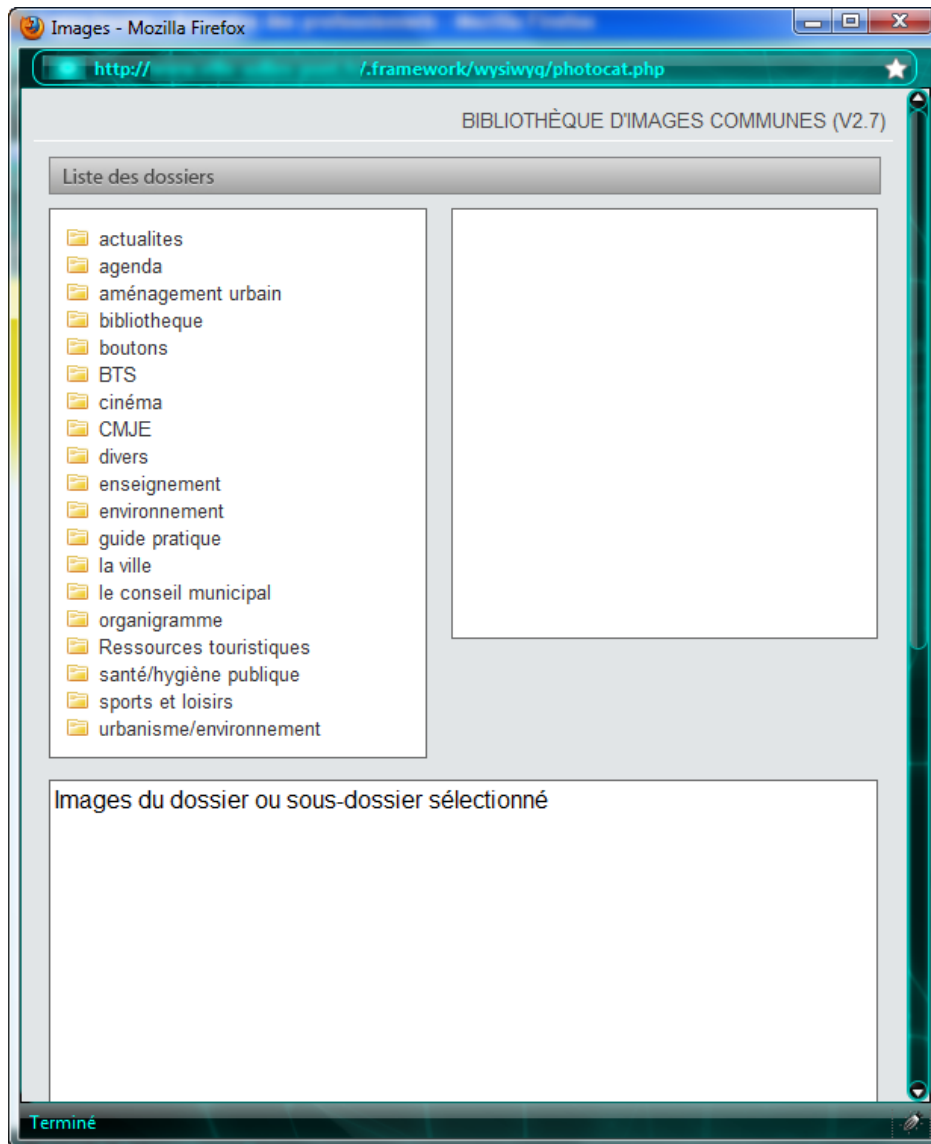 Images - Mozilla Firefox
http:// /.framework/wysiwyg/photocat.php
BIBLIOTHÈQUE D'IMAGES COMMUNES (V2.7)
Liste des dossiers
actualites
agenda
aménagement urbain
bibliotheque
boutons
BTS
cinéma
CMJE
divers
enseignement
environnement
guide pratique
la ville
le conseil municipal
organigramme
Ressources touristiques
santé/hygiène publique
sports et loisirs
urbanisme/environnement
Images du dossier ou sous-dossier sélectionné
Terminé